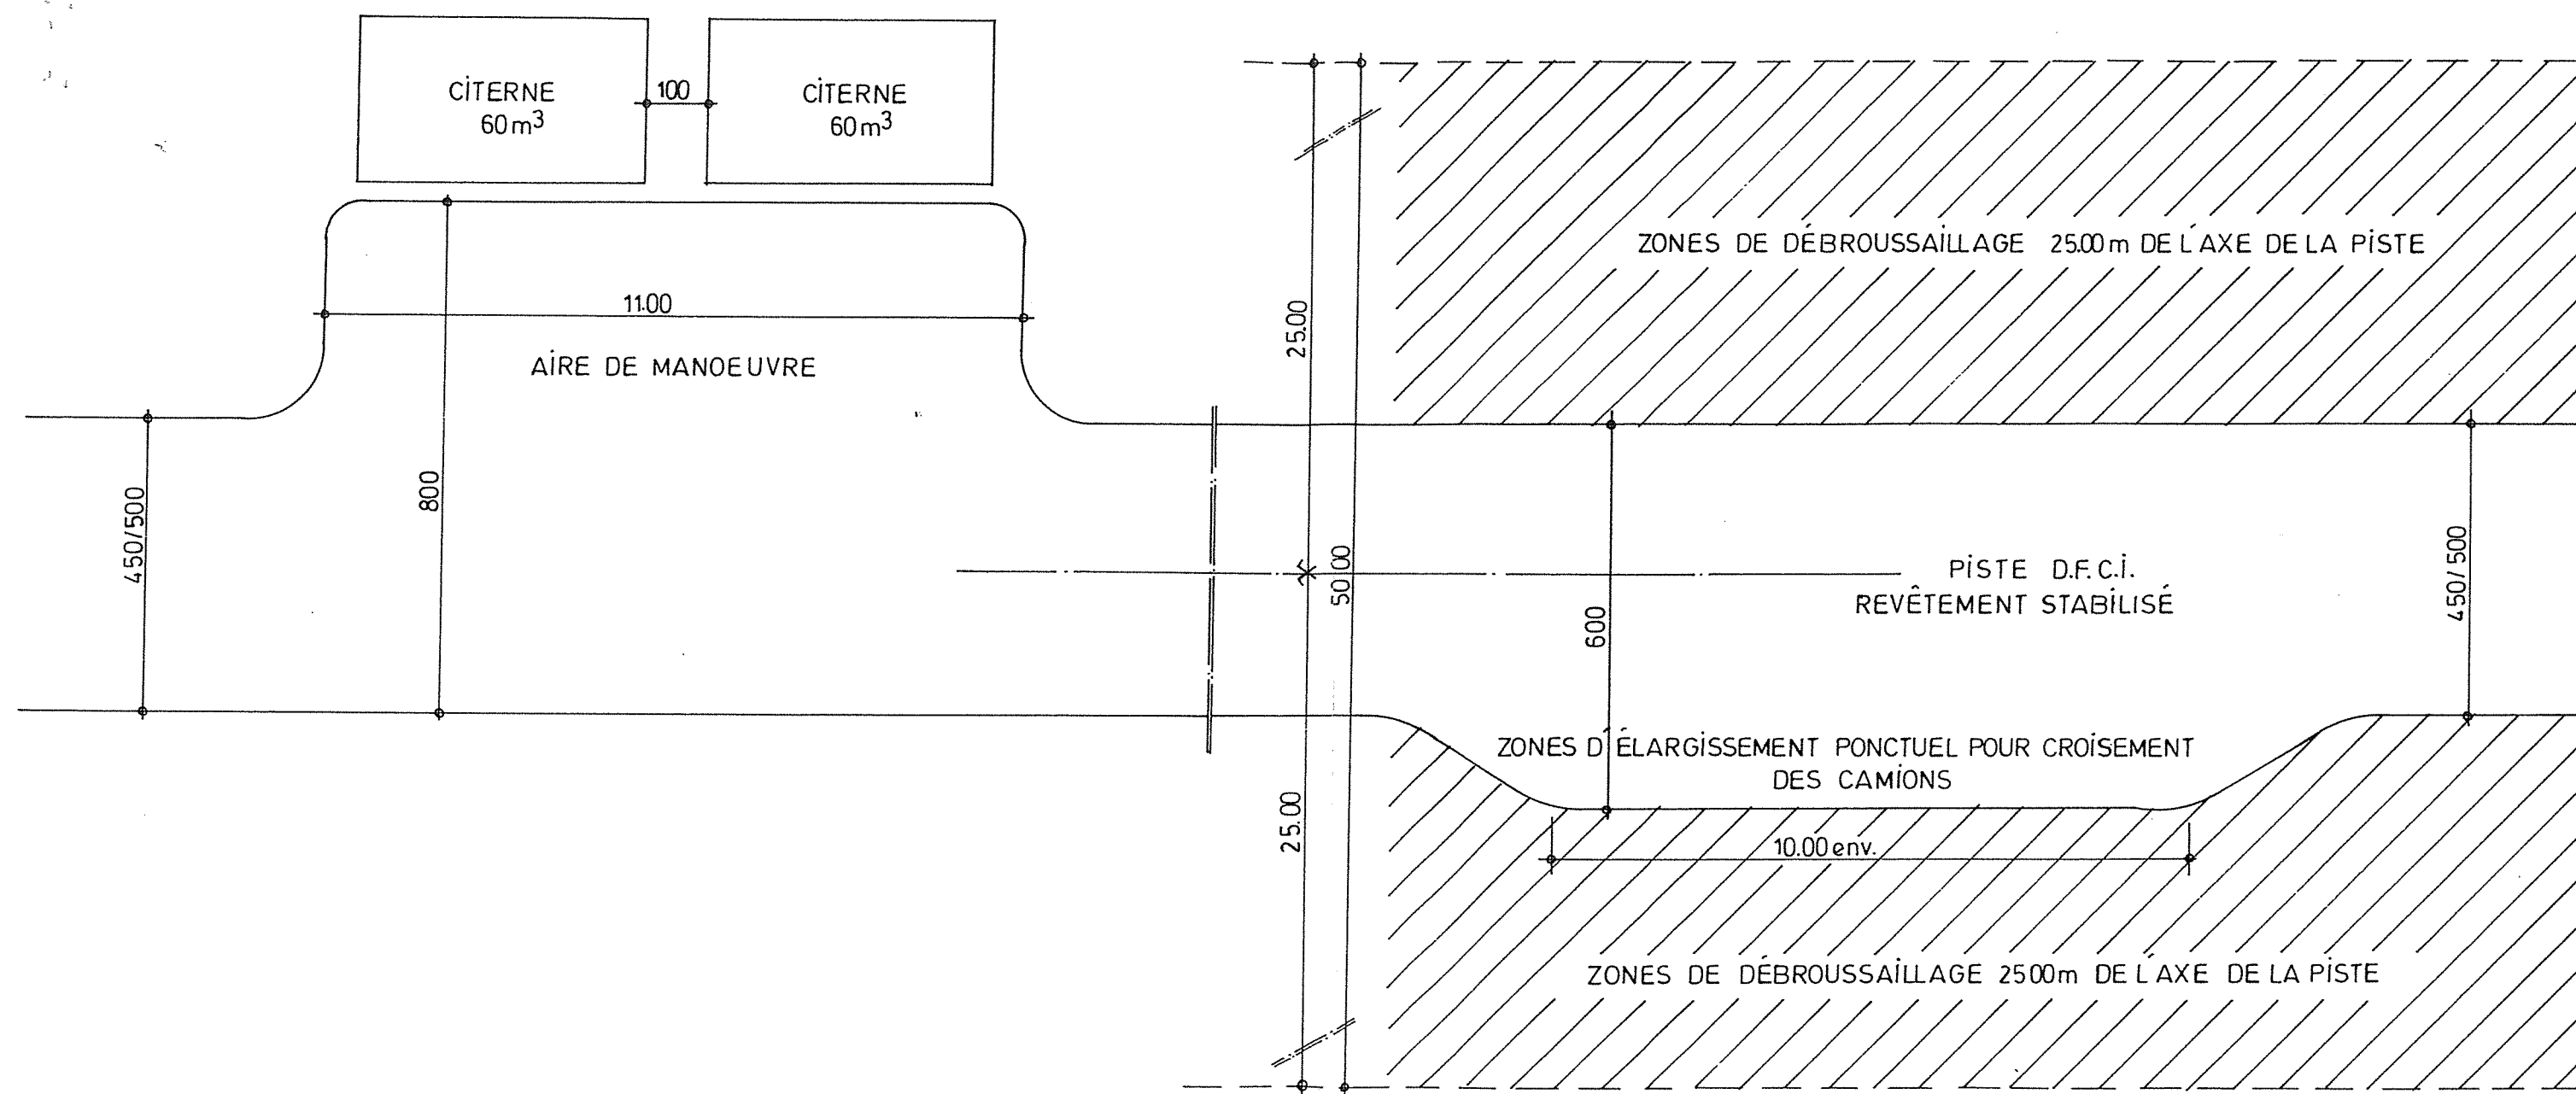 CITERNE
60m³
100
CITERNE
60m³
ZONES DE DÉBROUSSAILLAGE 25.00m DE L'AXE DE LA PISTE
11.00
25.00
AIRE DE MANOEUVRE
450/500
800
50 00
600
PISTE D.F.C.I.
REVÊTEMENT STABILISÉ
450/500
ZONES D'ÉLARGISSEMENT PONCTUEL POUR CROISEMENT
DES CAMIONS
25.00
10.00 env.
ZONES DE DÉBROUSSAILLAGE 2500m DE L'AXE DE LA PISTE